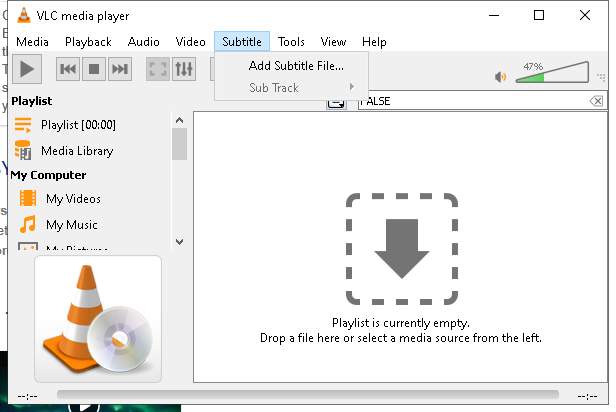 VLC media player
Media Playback Audio Video Subtitle Tools View Help
Add Subtitle File...
Sub Track
47%
Playlist
FALSE
Playlist [00:00]
Media Library
My Computer
My Videos
My Music
My Pictures
Playlist is currently empty.
Drop a file here or select a media source from the left.
--:-- --:--